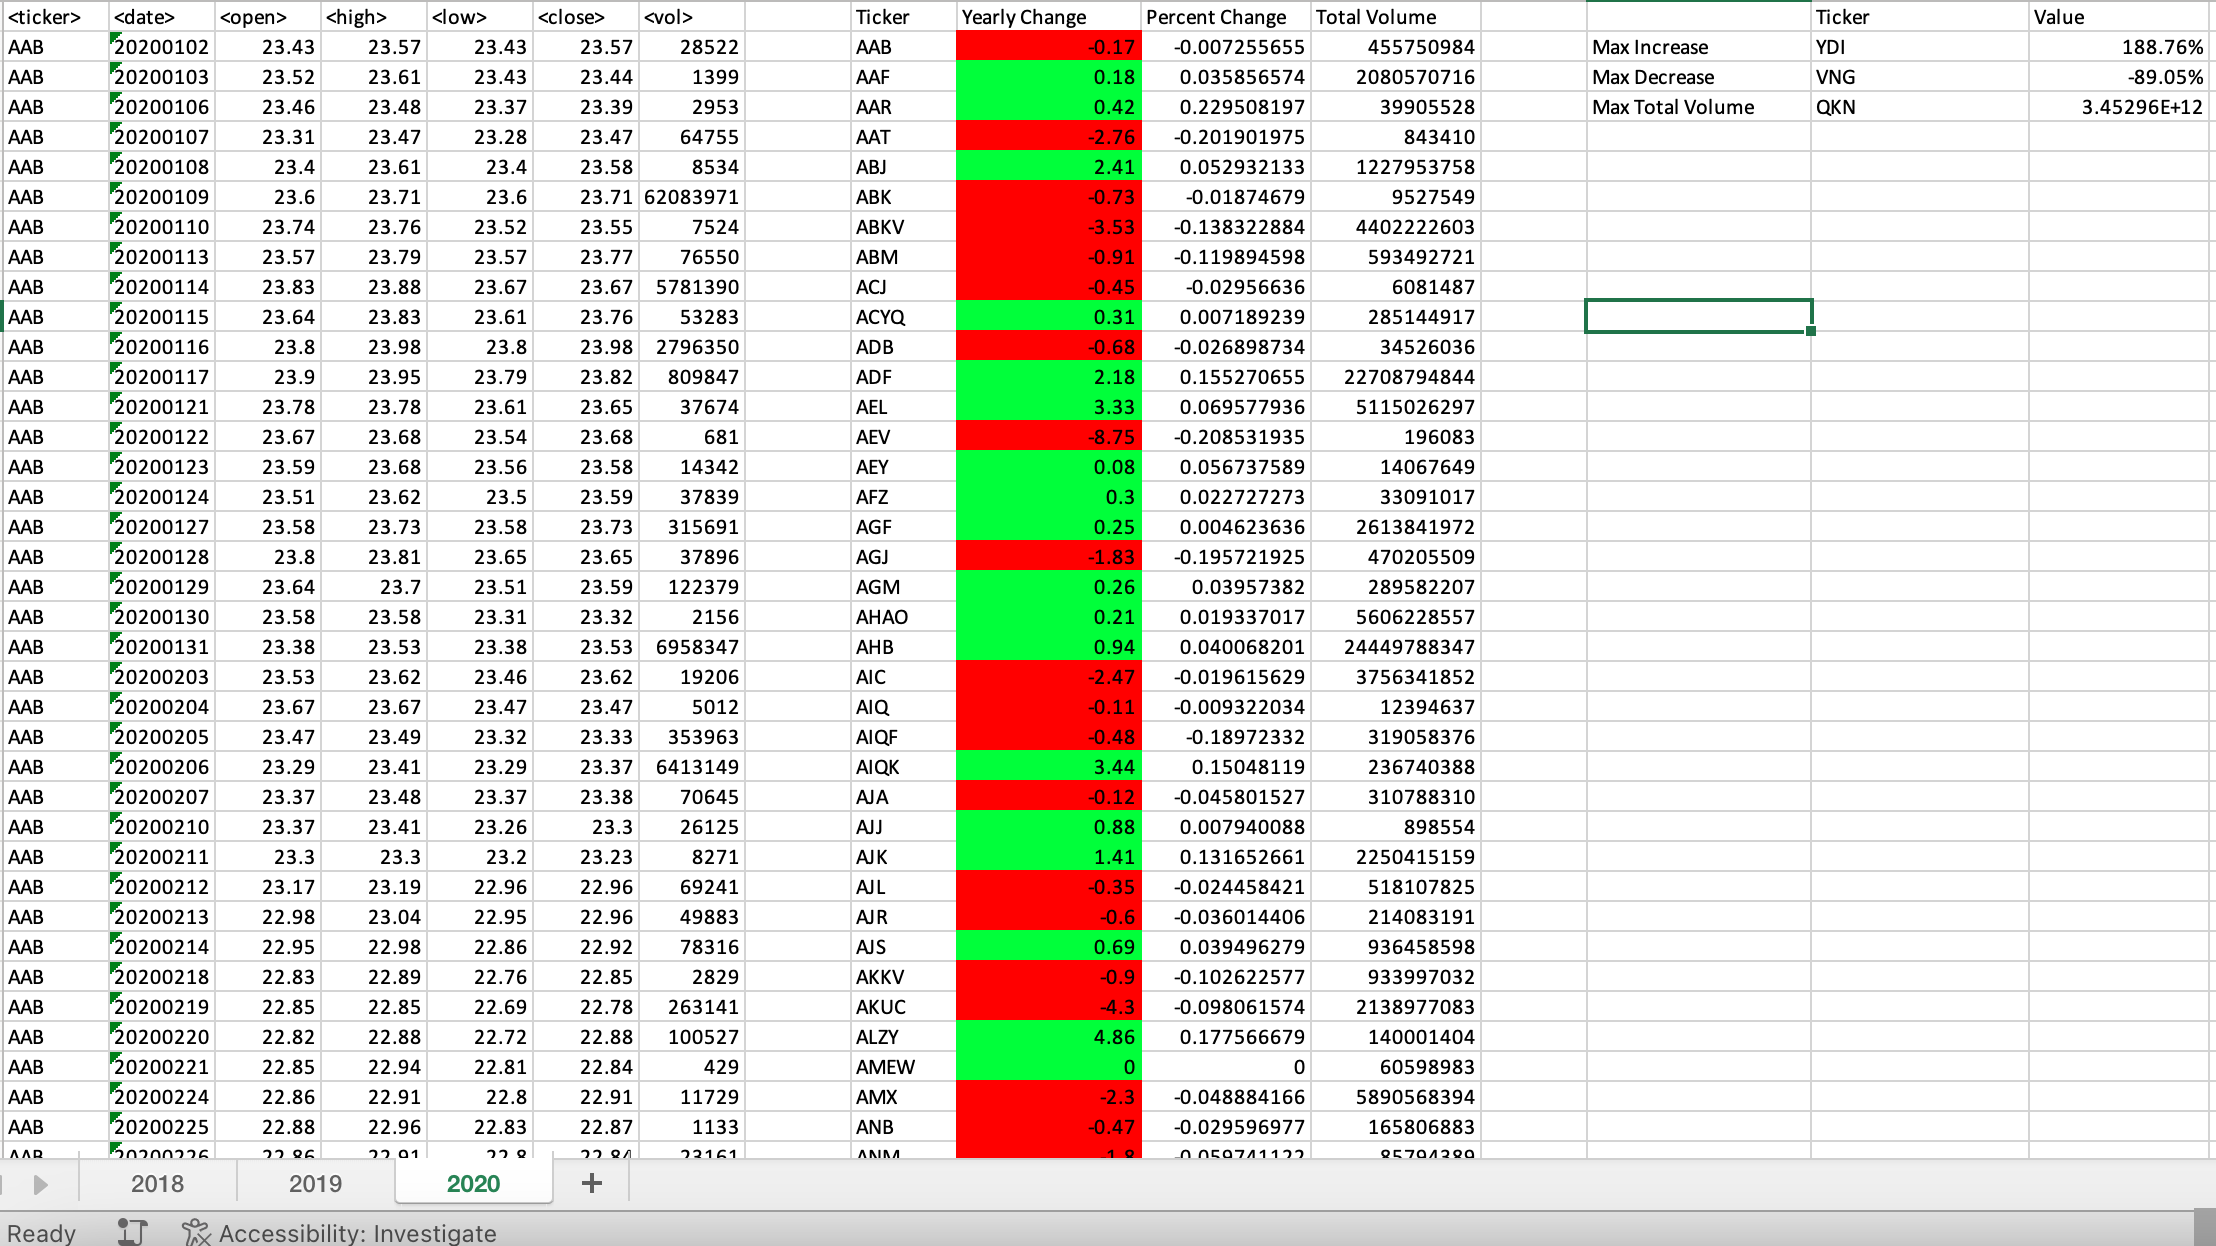 <ticker> <date> <open> <high> <low> <close> <vol> Ticker Yearly Change Percent Change Total Volume Ticker Value
AAB 20200102 23.43 23.57 23.43 23.57 28522 AAB -0.17 -0.007255655 455750984 Max Increase YDI 188.76%
AAB 20200103 23.52 23.61 23.43 23.44 1399 AAF 0.18 0.035856574 2080570716 Max Decrease VNG -89.05%
AAB 20200106 23.46 23.48 23.37 23.39 2953 AAR 0.42 0.229508197 39905528 Max Total Volume QKN 3.45296E+12
AAB 20200107 23.31 23.47 23.28 23.47 64755 AAT -2.76 -0.201901975 843410
AAB 20200108 23.4 23.61 23.4 23.58 8534 ABJ 2.41 0.052932133 1227953758
AAB 20200109 23.6 23.71 23.6 23.71 62083971 ABK -0.73 -0.01874679 9527549
AAB 20200110 23.74 23.76 23.52 23.55 7524 ABKV -3.53 -0.138322884 4402222603
AAB 20200113 23.57 23.79 23.57 23.77 76550 ABM -0.91 -0.119894598 593492721
AAB 20200114 23.83 23.88 23.67 23.67 5781390 ACJ -0.45 -0.02956636 6081487
AAB 20200115 23.64 23.83 23.61 23.76 53283 ACYQ 0.31 0.007189239 285144917
AAB 20200116 23.8 23.98 23.8 23.98 2796350 ADB -0.68 -0.026898734 34526036
AAB 20200117 23.9 23.95 23.79 23.82 809847 ADF 2.18 0.155270655 22708794844
AAB 20200121 23.78 23.78 23.61 23.65 37674 AEL 3.33 0.069577936 5115026297
AAB 20200122 23.67 23.68 23.54 23.68 681 AEV -8.75 -0.208531935 196083
AAB 20200123 23.59 23.68 23.56 23.58 14342 AEY 0.08 0.056737589 14067649
AAB 20200124 23.51 23.62 23.5 23.59 37839 AFZ 0.3 0.022727273 33091017
AAB 20200127 23.58 23.73 23.58 23.73 315691 AGF 0.25 0.004623636 2613841972
AAB 20200128 23.8 23.81 23.65 23.65 37896 AGJ -1.83 -0.195721925 470205509
AAB 20200129 23.64 23.7 23.51 23.59 122379 AGM 0.26 0.03957382 289582207
AAB 20200130 23.58 23.58 23.31 23.32 2156 AHAO 0.21 0.019337017 5606228557
AAB 20200131 23.38 23.53 23.38 23.53 6958347 AHB 0.94 0.040068201 24449788347
AAB 20200203 23.53 23.62 23.46 23.62 19206 AIC -2.47 -0.019615629 3756341852
AAB 20200204 23.67 23.67 23.47 23.47 5012 AIQ -0.11 -0.009322034 12394637
AAB 20200205 23.47 23.49 23.32 23.33 353963 AIQF -0.48 -0.18972332 319058376
AAB 20200206 23.29 23.41 23.29 23.37 6413149 AIQK 3.44 0.15048119 236740388
AAB 20200207 23.37 23.48 23.37 23.38 70645 AJA -0.12 -0.045801527 310788310
AAB 20200210 23.37 23.41 23.26 23.3 26125 AJJ 0.88 0.007940088 898554
AAB 20200211 23.3 23.3 23.2 23.23 8271 AJK 1.41 0.131652661 2250415159
AAB 20200212 23.17 23.19 22.96 22.96 69241 AJL -0.35 -0.024458421 518107825
AAB 20200213 22.98 23.04 22.95 22.96 49883 AJR -0.6 -0.036014406 214083191
AAB 20200214 22.95 22.98 22.86 22.92 78316 AJS 0.69 0.039496279 936458598
AAB 20200218 22.83 22.89 22.76 22.85 2829 AKKV -0.9 -0.102622577 933997032
AAB 20200219 22.85 22.85 22.69 22.78 263141 AKUC -4.3 -0.098061574 2138977083
AAB 20200220 22.82 22.88 22.72 22.88 100527 ALZY 4.86 0.177566679 140001404
AAB 20200221 22.85 22.94 22.81 22.84 429 AMEW 0 0 60598983
AAB 20200224 22.86 22.91 22.8 22.91 11729 AMX -2.3 -0.048884166 5890568394
AAB 20200225 22.88 22.96 22.83 22.87 1133 ANB -0.47 -0.029596977 165806883
AAB 20200226 22.86 22.91 22.8 22.84 23161 ANM -1.8 -0.059741122 85794389
2018 2019 2020 +
Ready Accessibility: Investigate